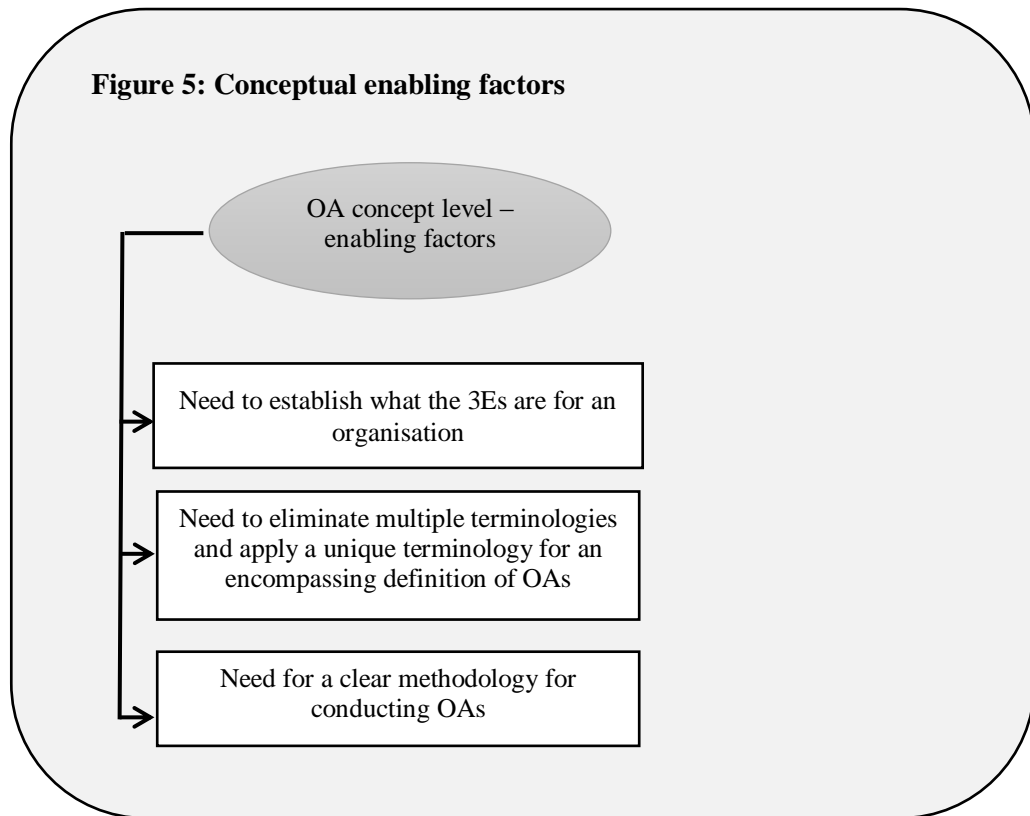 Figure 5: Conceptual enabling factors
OA concept level –
enabling factors
Need to establish what the 3Es are for an
organisation
Need to eliminate multiple terminologies
and apply a unique terminology for an
encompassing definition of OAs
Need for a clear methodology for
conducting OAs